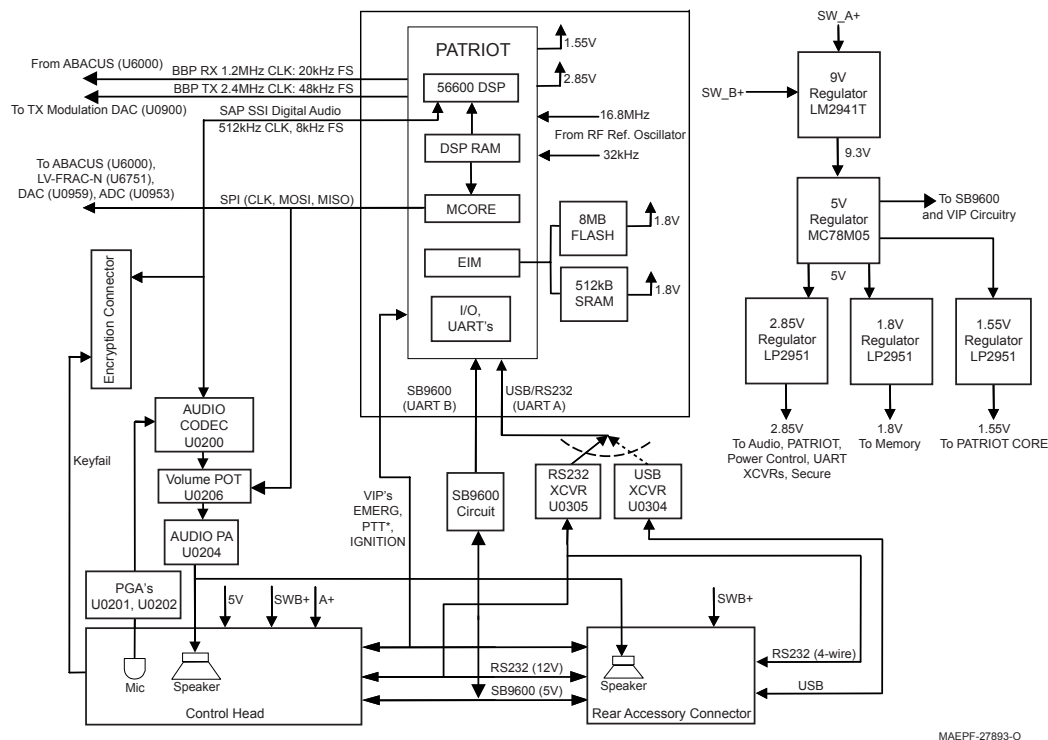 SW_A+
PATRIOT
1.55V
9V
Regulator
LM2941T
From ABACUS (U6000)
BBP RX 1.2MHz CLK: 20kHz FS
2.85V
BBP TX 2.4MHz CLK: 48kHz FS
56600 DSP
SW_B+
To TX Modulation DAC (U0900)
SAP SSI Digital Audio
512kHz CLK, 8kHz FS
16.8MHz
From RF Ref. Oscillator
32kHz
9.3V
DSP RAM
To ABACUS (U6000),
LV-FRAC-N (U6751),
DAC (U0959), ADC (U0953)
SPI (CLK, MOSI, MISO)
MCORE
8MB
FLASH
1.8V
5V
Regulator
MC78M05
To SB9600
and VIP Circuitry
EIM
512kB
SRAM
1.8V
5V
Encryption Connector
I/O,
UART's
2.85V
Regulator
LP2951
1.8V
Regulator
LP2951
1.55V
Regulator
LP2951
SB9600
(UART B)
USB/RS232
(UART A)
AUDIO
CODEC
U0200
2.85V
To Audio, PATRIOT,
Power Control, UART
XCVRs, Secure
1.8V
To Memory
1.55V
To PATRIOT CORE
Keyfail
Volume POT
U0206
VIP's
EMERG,
PTT*,
IGNITION
SB9600
Circuit
RS232
XCVR
U0305
USB
XCVR
U0304
AUDIO PA
U0204
PGA's
U0201, U0202
5V
SWB+
A+
SWB+
Mic
Speaker
Control Head
RS232 (12V)
SB9600 (5V)
Speaker
Rear Accessory Connector
RS232 (4-wire)
USB
MAEPF-27893-O